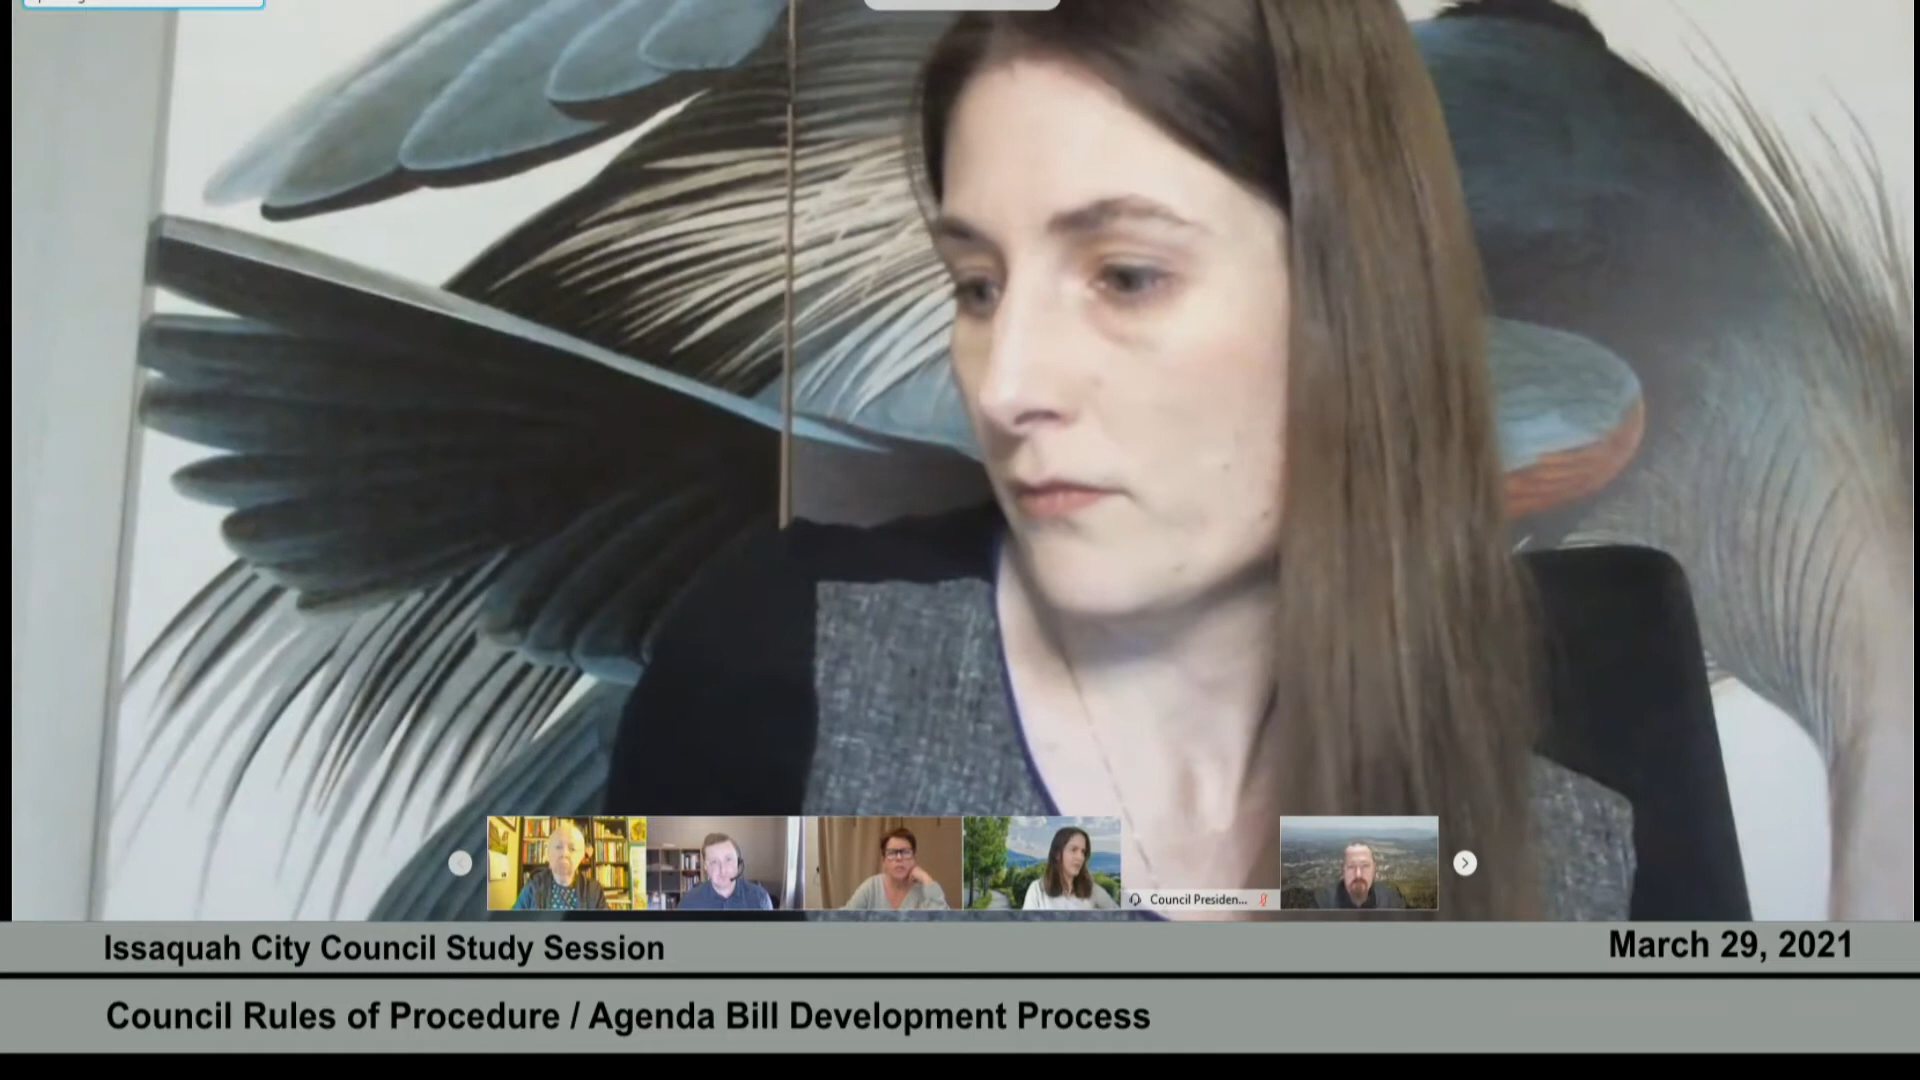 Council Presiden...
Issaquah City Council Study Session
March 29, 2021
Council Rules of Procedure / Agenda Bill Development Process